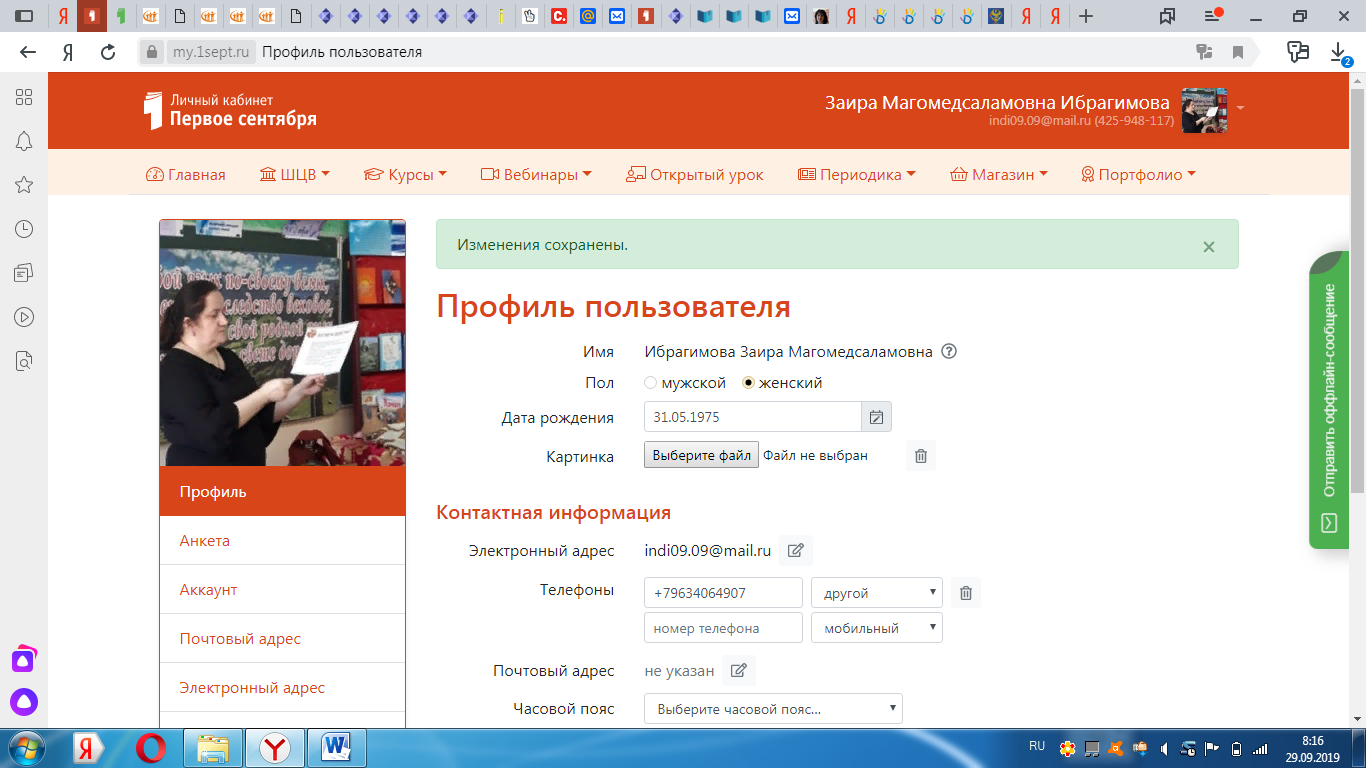 my.1sept.ru Профиль пользователя
2
Личный кабинет
Первое сентября
Заира Магомедсаламовна Ибрагимова
indi09.09@mail.ru (425-948-117)
Главная ШЦВ Курсы Вебинары Открытый урок Периодика Магазин Портфолио
Изменения сохранены.
Профиль пользователя
Имя Ибрагимова Заира Магомедсаламовна
Пол мужской женский
Дата рождения 31.05.1975
Картинка Выберите файл Файл не выбран
Профиль
Анкета
Аккаунт
Почтовый адрес
Электронный адрес
Контактная информация
Электронный адрес indi09.09@mail.ru
Телефоны +79634064907 другой
номер телефона мобильный
Почтовый адрес не указан
Часовой пояс Выберите часовой пояс...
Отправить оффлайн-сообщение
RU
8:16
29.09.2019